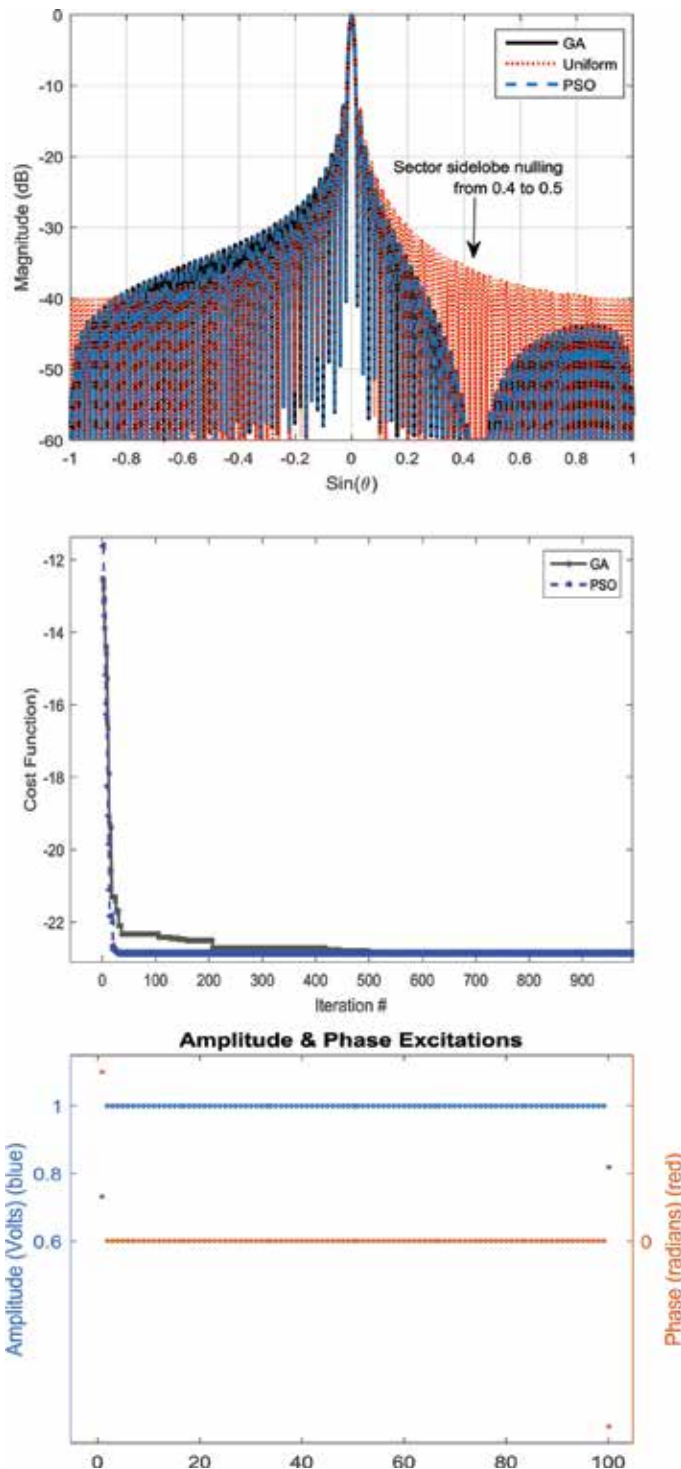 0
-10
-20
-30
-40
-50
-60
Magnitude (dB)
GA
Uniform
PSO
Sector sidelobe nulling
from 0.4 to 0.5
-1 -0.8 -0.6 -0.4 -0.2 0 0.2 0.4 0.6 0.8 1
Sin(θ)
-12
-14
-16
-18
-20
-22
Cost Function)
GA
PSO
0 100 200 300 400 500 600 700 800 900
Iteration #
Amplitude & Phase Excitations
1
0.8
0.6
Amplitude (Volts) (blue)
0
Phase (radians) (red)
0 20 40 60 80 100